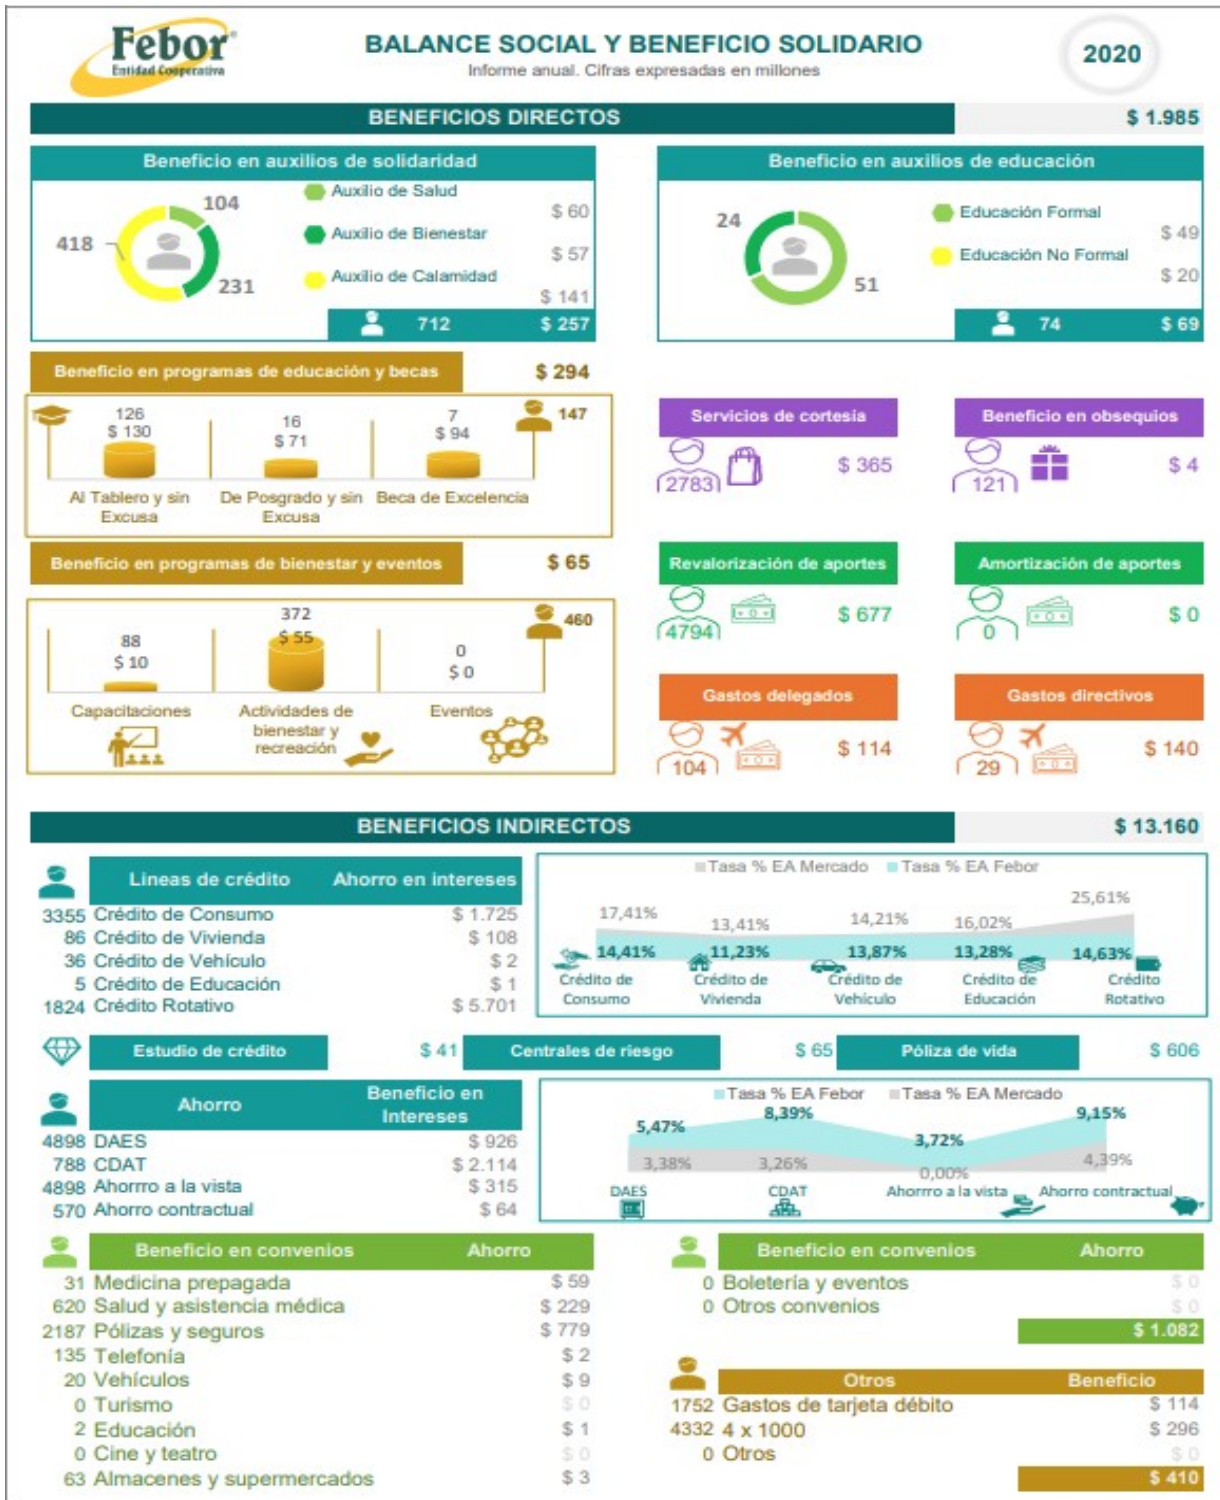 Febor
Entidad Cooperativa
BALANCE SOCIAL Y BENEFICIO SOLIDARIO
Informe anual. Cifras expresadas en millones
2020
BENEFICIOS DIRECTOS $ 1.985
Beneficio en auxilios de solidaridad
104
418
231
Auxilio de Salud
$ 60
Auxilio de Bienestar
$ 57
Auxilio de Calamidad
$ 141
712 $ 257
Beneficio en auxilios de educación
24
51
Educación Formal
$ 49
Educación No Formal
$ 20
74 $ 69
Beneficio en programas de educación y becas $ 294
126
$ 130
16
$ 71
7
$ 94
147
Al Tablero y sin
Excusa
De Posgrado y sin
Excusa
Beca de Excelencia
Servicios de cortesia
2783 $ 365
Beneficio en obsequios
121 $ 4
Beneficio en programas de bienestar y eventos $ 65
88
$ 10
372
$ 55
0
$ 0
460
Capacitaciones
Actividades de
bienestar y
recreación
Eventos
Revalorización de aportes
4794 $ 677
Amortización de aportes
0 $ 0
Gastos delegados
104 $ 114
Gastos directivos
29 $ 140
BENEFICIOS INDIRECTOS $ 13.160
Lineas de crédito Ahorro en intereses
3355 Crédito de Consumo $ 1.725
86 Crédito de Vivienda $ 108
36 Crédito de Vehículo $ 2
5 Crédito de Educación $ 1
1824 Crédito Rotativo $ 5.701
Tasa % EA Mercado Tasa % EA Febor
17,41% 13,41% 14,21% 16,02% 25,61%
14,41% 11,23% 13,87% 13,28% 14,63%
Crédito de
Consumo
Crédito de
Vivienda
Crédito de
Vehículo
Crédito de
Educación
Crédito
Rotativo
Estudio de crédito $ 41 Centrales de riesgo $ 65 Póliza de vida $ 606
Ahorro Beneficio en
Intereses
4898 DAES $ 926
788 CDAT $ 2.114
4898 Ahorrro a la vista $ 315
570 Ahorro contractual $ 64
Tasa % EA Febor Tasa % EA Mercado
5,47% 8,39% 3,72% 9,15%
3,38% 3,26% 0,00% 4,39%
DAES CDAT Ahorrro a la vista Ahorro contractual
Beneficio en convenios Ahorro
31 Medicina prepagada $ 59
620 Salud y asistencia médica $ 229
2187 Pólizas y seguros $ 779
135 Telefonía $ 2
20 Vehículos $ 9
0 Turismo $ 0
2 Educación $ 1
0 Cine y teatro $ 0
63 Almacenes y supermercados $ 3
Beneficio en convenios Ahorro
0 Boletería y eventos $ 0
0 Otros convenios $ 0
$ 1.082
Otros Beneficio
1752 Gastos de tarjeta débito $ 114
4332 4 x 1000 $ 296
0 Otros $ 0
$ 410